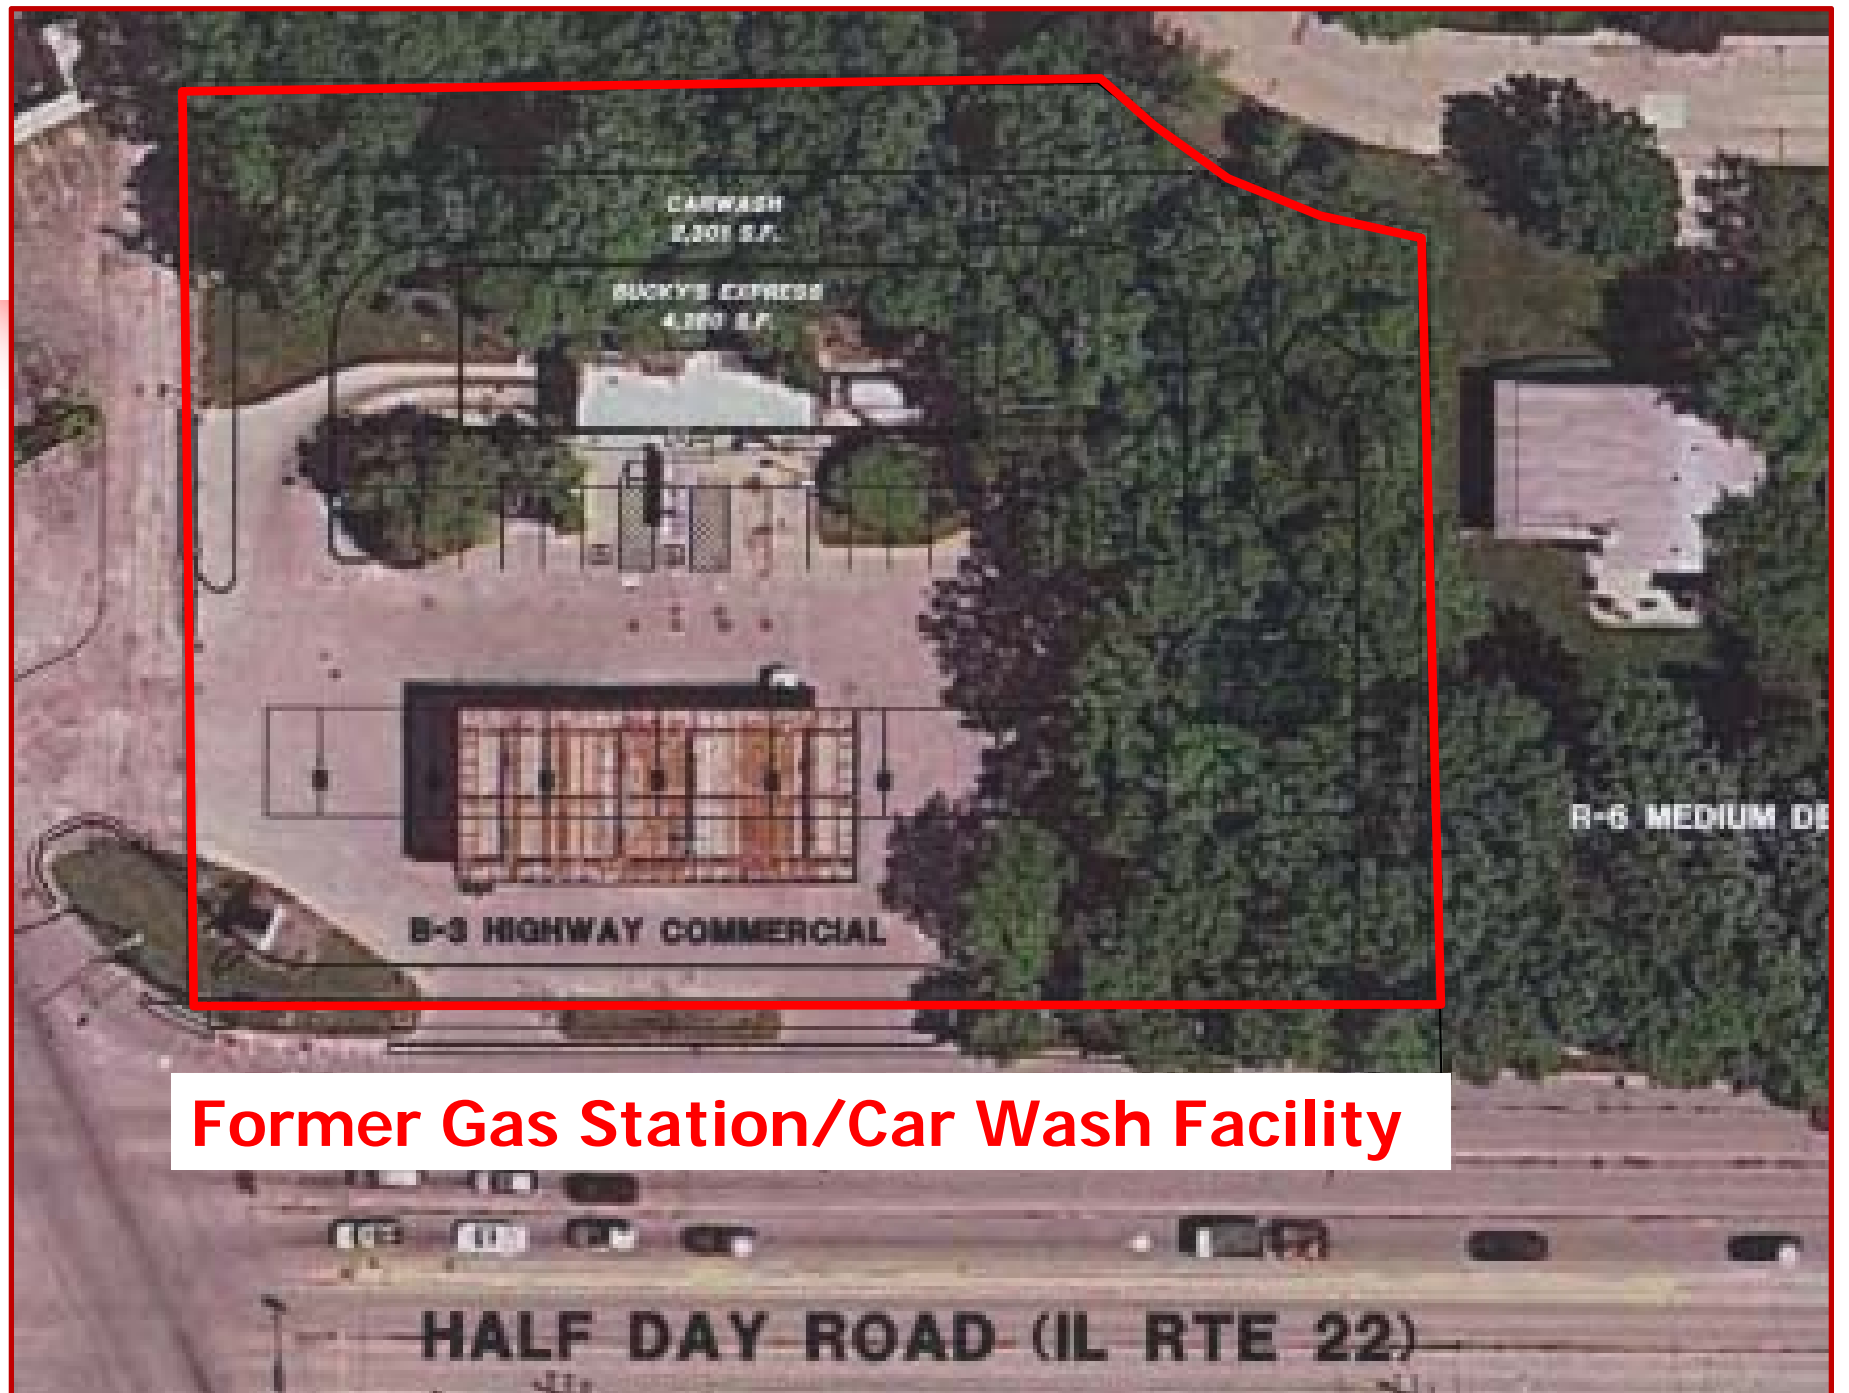 CARWASH
BUCKY'S EXPRESS
R-6 MEDIUM DE
B-3 HIGHWAY COMMERCIAL
Former Gas Station/Car Wash Facility
HALF DAY ROAD (IL RTE 22)